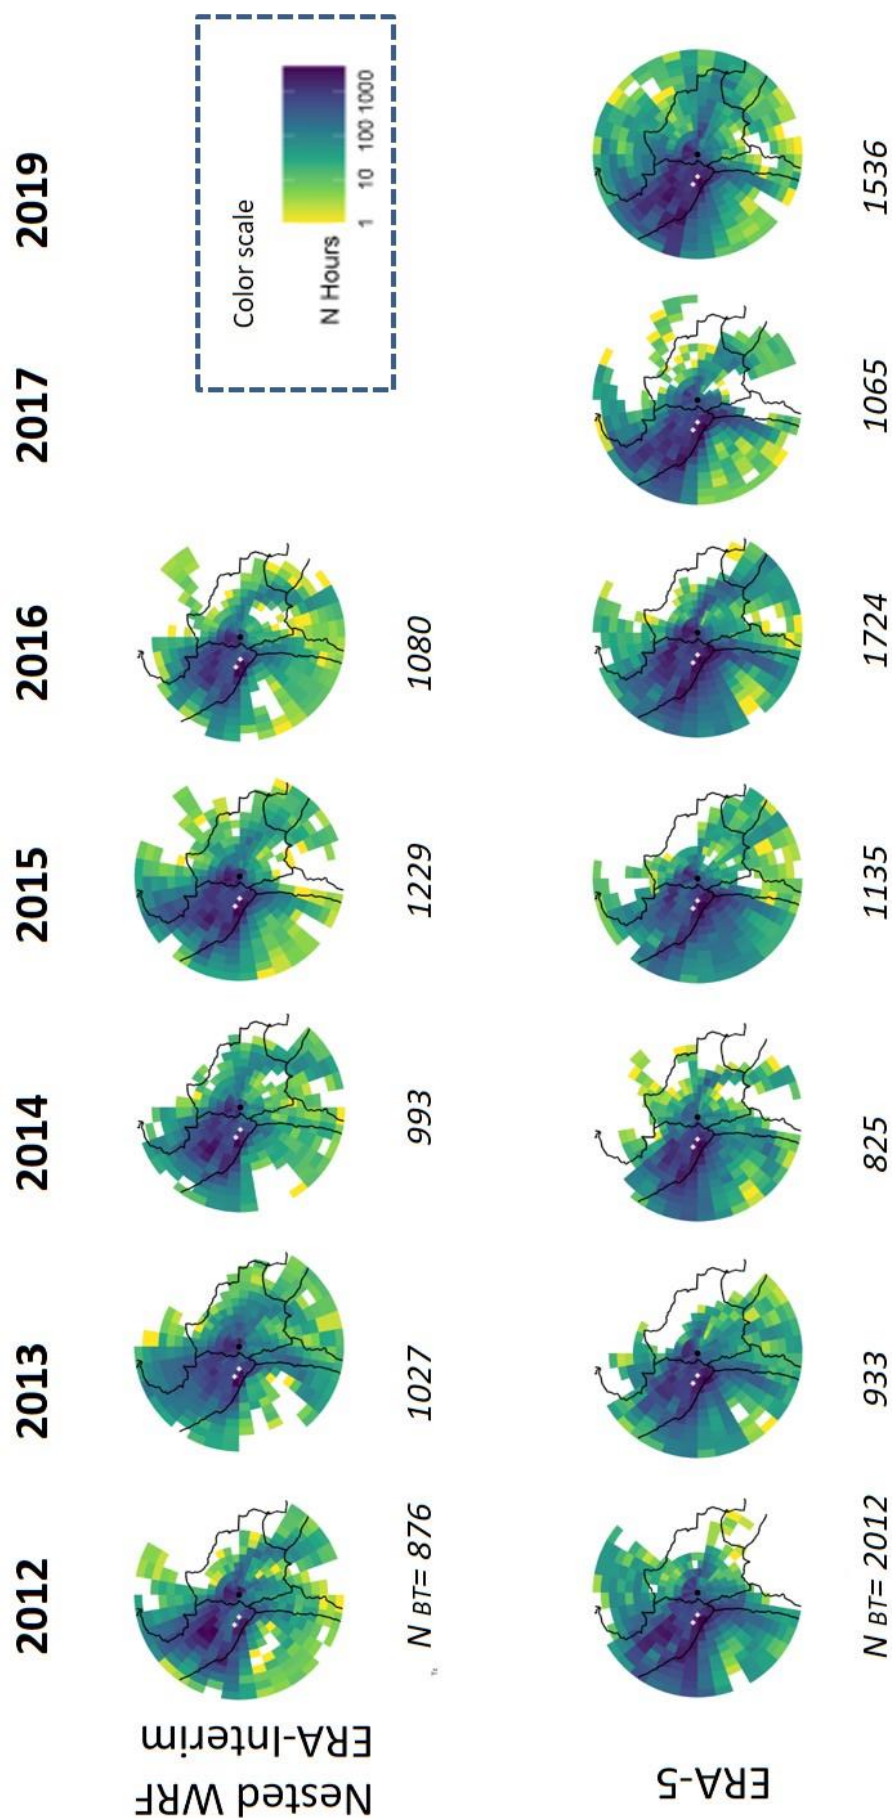 2012 2013 2014 2015 2016 2017 2019
Nested WRF
ERA-Interim
N BT= 876 1027 993 1229 1080
Color scale
N Hours
1 10 100 1000
ERA-5
N BT= 2012 933 825 1135 1724 1065 1536